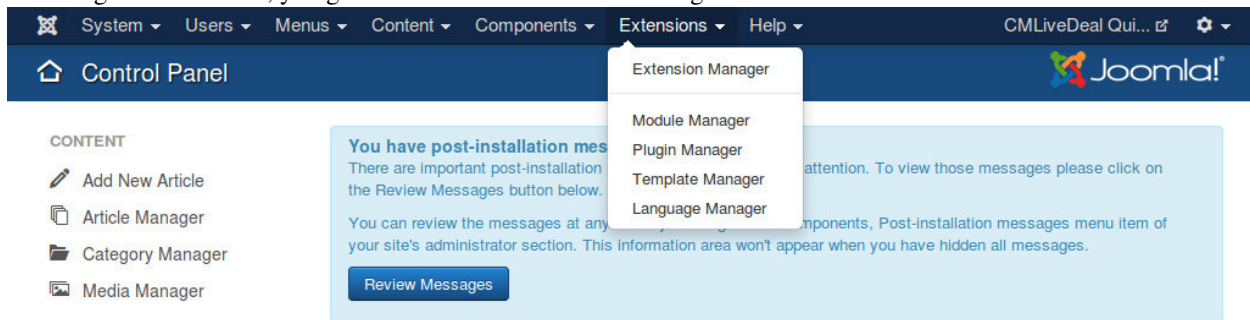 System Users Menus Content Components Extensions Help CMLiveDeal Qui...
Control Panel
Joomla!
Extension Manager
Module Manager
Plugin Manager
Template Manager
Language Manager
CONTENT
Add New Article
Article Manager
Category Manager
Media Manager
You have post-installation mes
There are important post-installation attention. To view those messages please click on
the Review Messages button below.
You can review the messages at any mponents, Post-installation messages menu item of
your site's administrator section. This information area won't appear when you have hidden all messages.
Review Messages